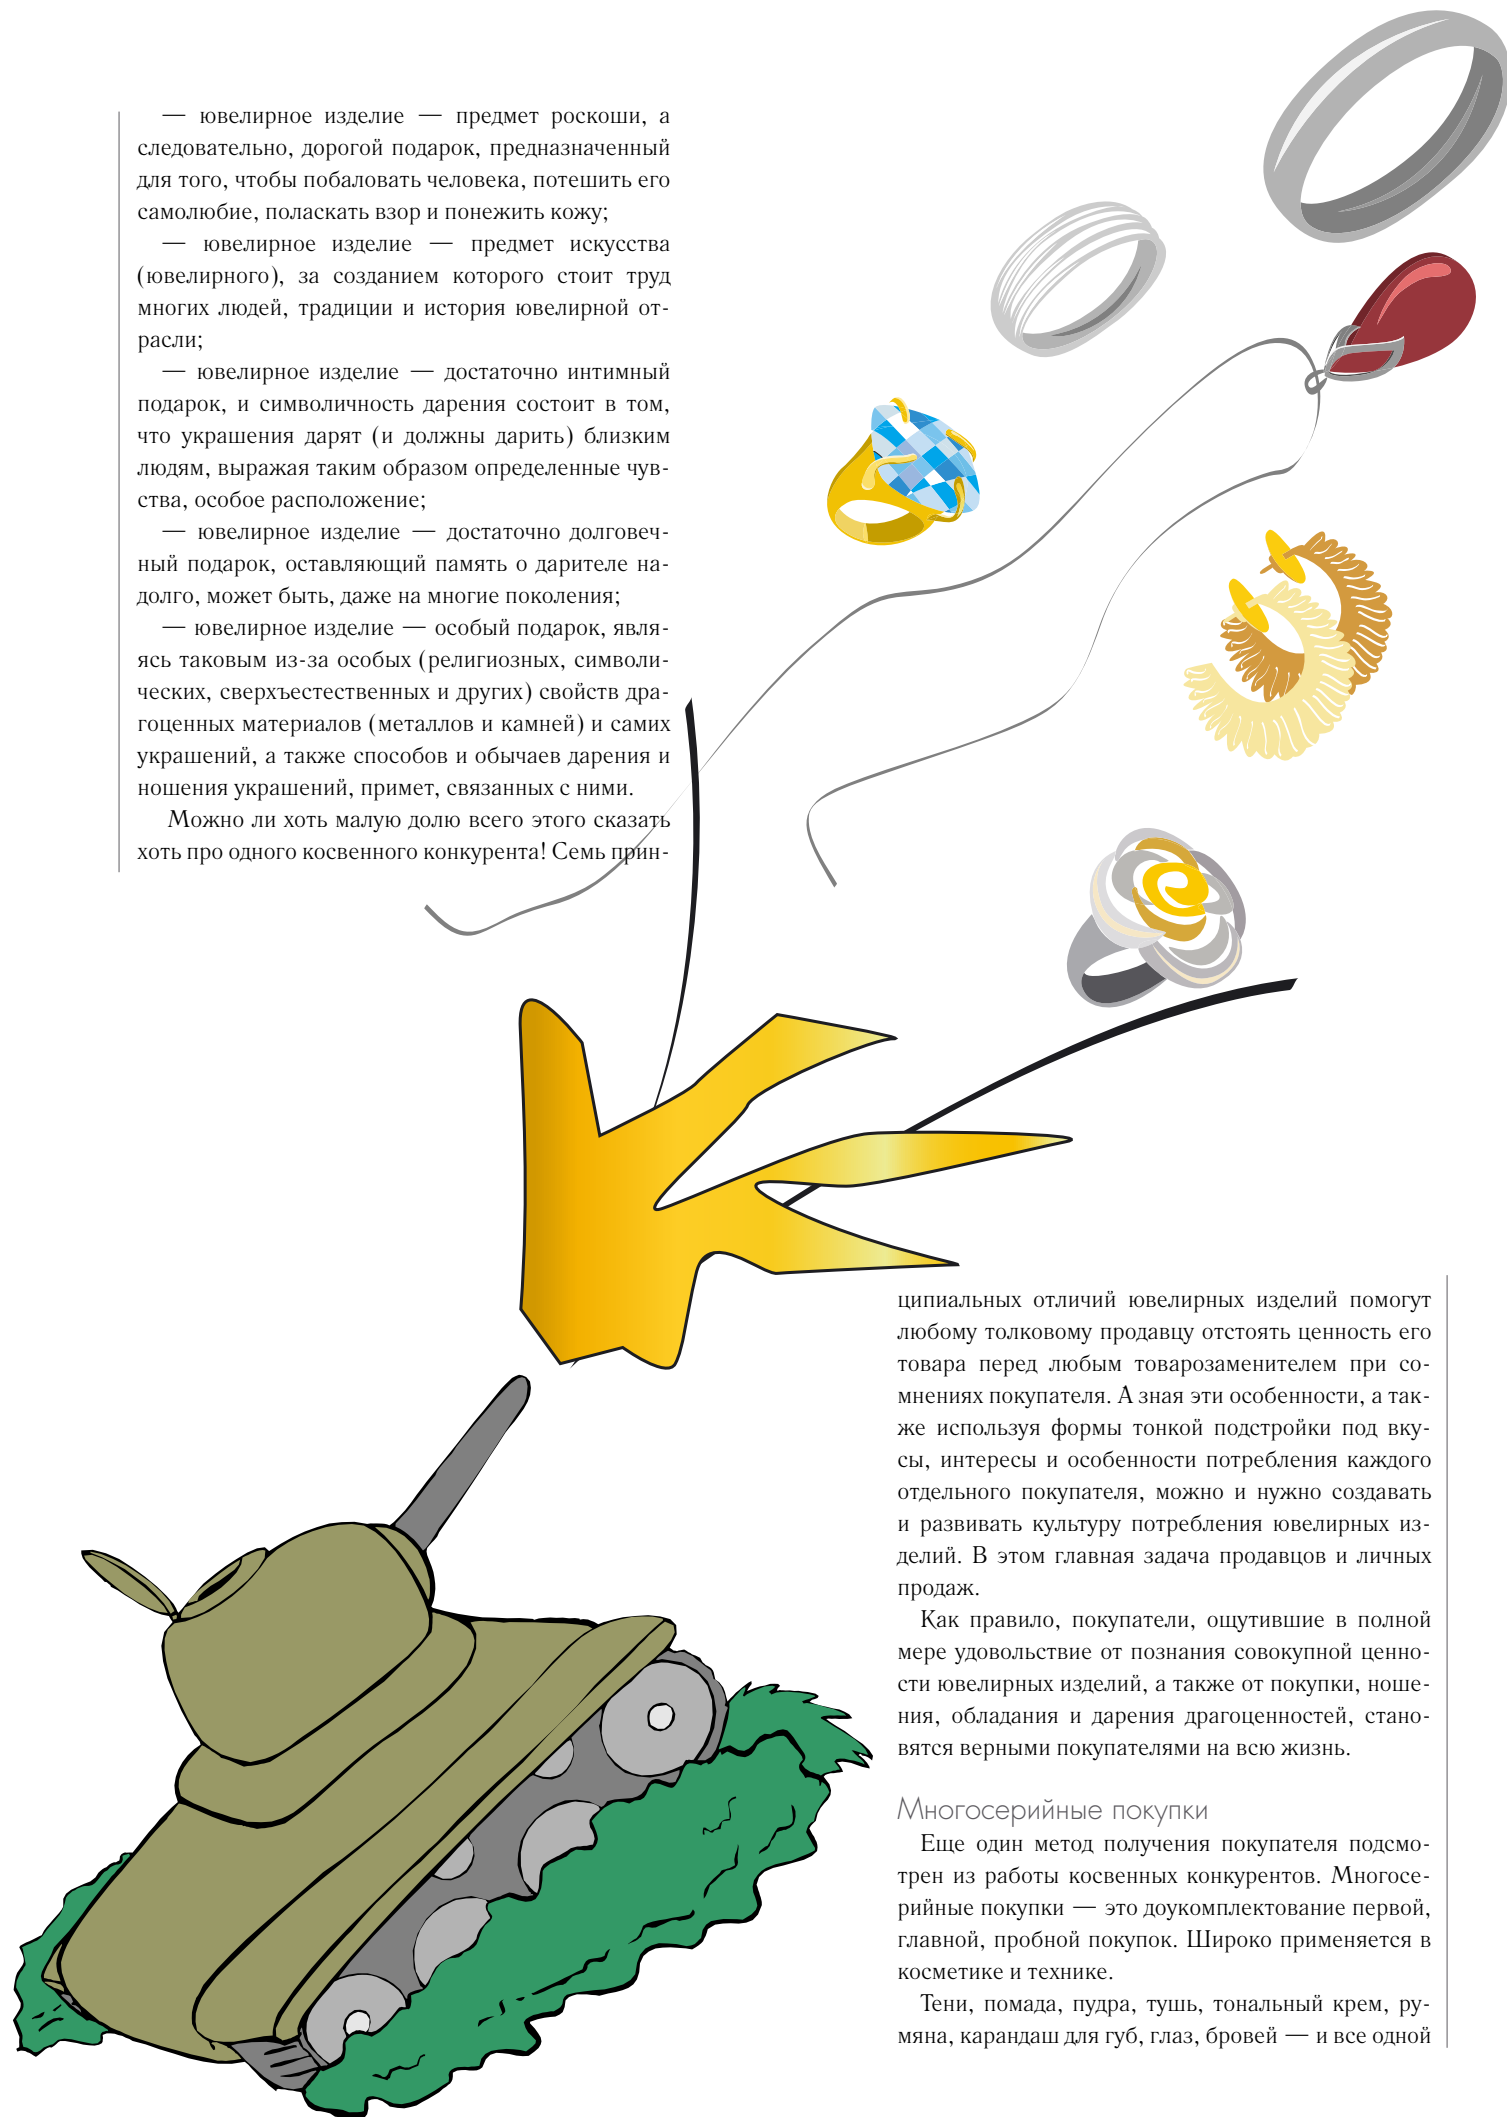 — ювелирное изделие — предмет роскоши, а
следовательно, дорогой подарок, предназначенный
для того, чтобы побаловать человека, потешить его
самолюбие, поласкать взор и понежить кожу;
— ювелирное изделие — предмет искусства
(ювелирного), за созданием которого стоит труд
многих людей, традиции и история ювелирной от-
расли;
— ювелирное изделие — достаточно интимный
подарок, и символичность дарения состоит в том,
что украшения дарят (и должны дарить) близким
людям, выражая таким образом определенные чув-
ства, особое расположение;
— ювелирное изделие — достаточно долговеч-
ный подарок, оставляющий память о дарителе на-
долго, может быть, даже на многие поколения;
— ювелирное изделие — особый подарок, явля-
ясь таковым из-за особых (религиозных, символи-
ческих, сверхъестественных и других) свойств дра-
гоценных материалов (металлов и камней) и самих
украшений, а также способов и обычаев дарения и
ношения украшений, примет, связанных с ними.
Можно ли хоть малую долю всего этого сказать
хоть про одного косвенного конкурента! Семь прин-
ципиальных отличий ювелирных изделий помогут
любому толковому продавцу отстоять ценность его
товара перед любым товарозаменителем при со-
мнениях покупателя. А зная эти особенности, а так-
же используя формы тонкой подстройки под вку-
сы, интересы и особенности потребления каждого
отдельного покупателя, можно и нужно создавать
и развивать культуру потребления ювелирных из-
делий. В этом главная задача продавцов и личных
продаж.
Как правило, покупатели, ощутившие в полной
мере удовольствие от познания совокупной ценно-
сти ювелирных изделий, а также от покупки, ноше-
ния, обладания и дарения драгоценностей, стано-
вятся верными покупателями на всю жизнь.
Многосерийные покупки
Еще один метод получения покупателя подсмо-
трен из работы косвенных конкурентов. Многосе-
рийные покупки — это доукомплектование первой,
главной, пробной покупок. Широко применяется в
косметике и технике.
Тени, помада, пудра, тушь, тональный крем, ру-
мяна, карандаш для губ, глаз, бровей — и все одной